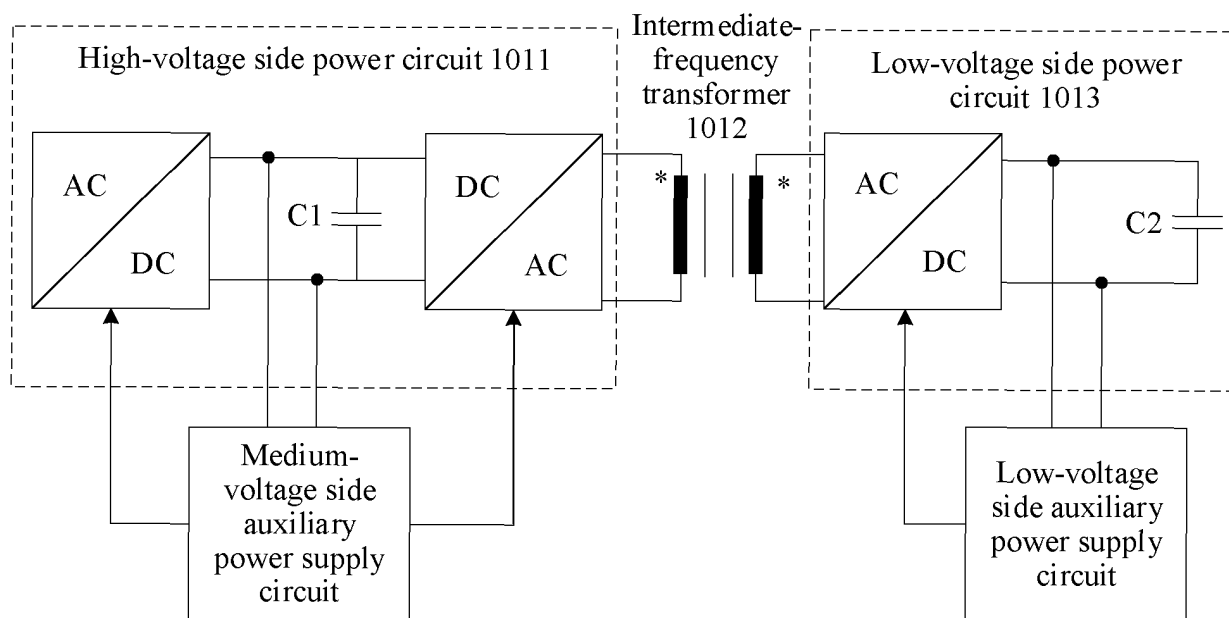 High-voltage side power circuit 1011
Intermediate-
frequency
transformer
1012
Low-voltage side power
circuit 1013
AC
DC
C1
DC
AC
*
*
AC
DC
C2
Medium-
voltage side
auxiliary
power supply
circuit
Low-voltage
side auxiliary
power supply
circuit